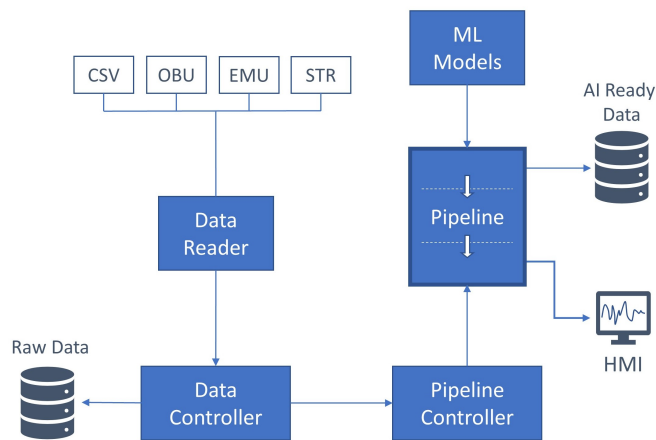 ML
Models
CSV
OBU
EMU
STR
AI Ready
Data
Data
Reader
Pipeline
HMI
Raw Data
Data
Controller
Pipeline
Controller